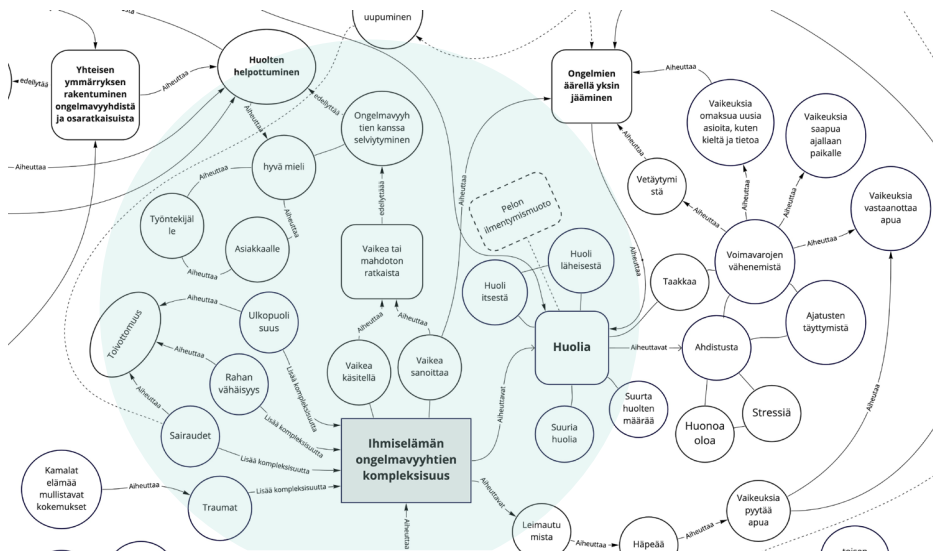 uupuminen
Yhteisen
ymmärryksen
rakentuminen
ongelmavyyhdistä
ja osaratkaisuista
edellyttä
Aiheuttaa
Huolten
helpottuminen
Aiheuttaa
edellyttää
Ongelmavyyh
tien kanssa
selviytyminen
Ongelmien
äärellä yksin
jääminen
Aiheuttaa
Vaikeuksia
omaksua uusia
asioita, kuten
kieltä ja tietoa
Vaikeuksia
saapua
ajallaan
paikalle
Aiheuttaa
hyvä mieli
Aiheuttaa
Aiheuttaa
Aiheuttaa
Vetäytymi
stä
Aiheuttaa
Aiheuttaa
Aiheuttaa
Vaikeuksia
vastaanottaa
apua
Työntekijäl
le
Asiakkaalle
Aiheuttaa
Aiheuttaa
edellyttää
Pelon
ilmentymismuoto
Aiheuttaa
Voimavarojen
vähenemistä
Aiheuttaa
Vaikea tai
mahdoton
ratkaista
Huoli
läheisestä
Huoli
itsestä
Taakkaa
Toivottomuus
Aiheuttaa
Ulkopuoli
suus
Aiheuttaa
Aiheuttaa
Huolia
Aiheuttavat
Ahdistusta
Ajatusten
täyttymistä
Aiheuttaa
Rahan
vähäisyys
Lisää kompleksisuutta
Vaikea
käsitellä
Vaikea
sanoittaa
Aiheuttavat
Aiheuttaa
Sairaudet
Lisää kompleksisuutta
Lisää kompleksisuutta
Ihmiselämän
ongelmavyyhtien
kompleksisuus
Suuria
huolia
Suurta
huolten
määrää
Huonoa
oloa
Stressiä
Aiheuttaa
Kamalat
elämää
mullistavat
kokemukset
Aiheuttaa
Traumat
Lisää kompleksisuutta
Aiheuttavat
Aiheuttaa
Leimautu
mista
Aiheuttaa
Häpeää
Aiheuttaa
Vaikeuksia
pyytää
apua